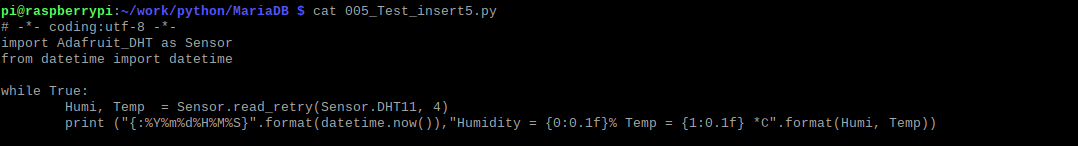 pi@raspberrypi:~/work/python/MariaDB $ cat 005_Test_insert5.py
# -*- coding:utf-8 -*-
import Adafruit_DHT as Sensor
from datetime import datetime

while True:
        Humi, Temp  = Sensor.read_retry(Sensor.DHT11, 4)
        print ("{:%Y%m%d%H%M%S}".format(datetime.now()),"Humidity = {0:0.1f}% Temp = {1:0.1f} *C".format(Humi, Temp))